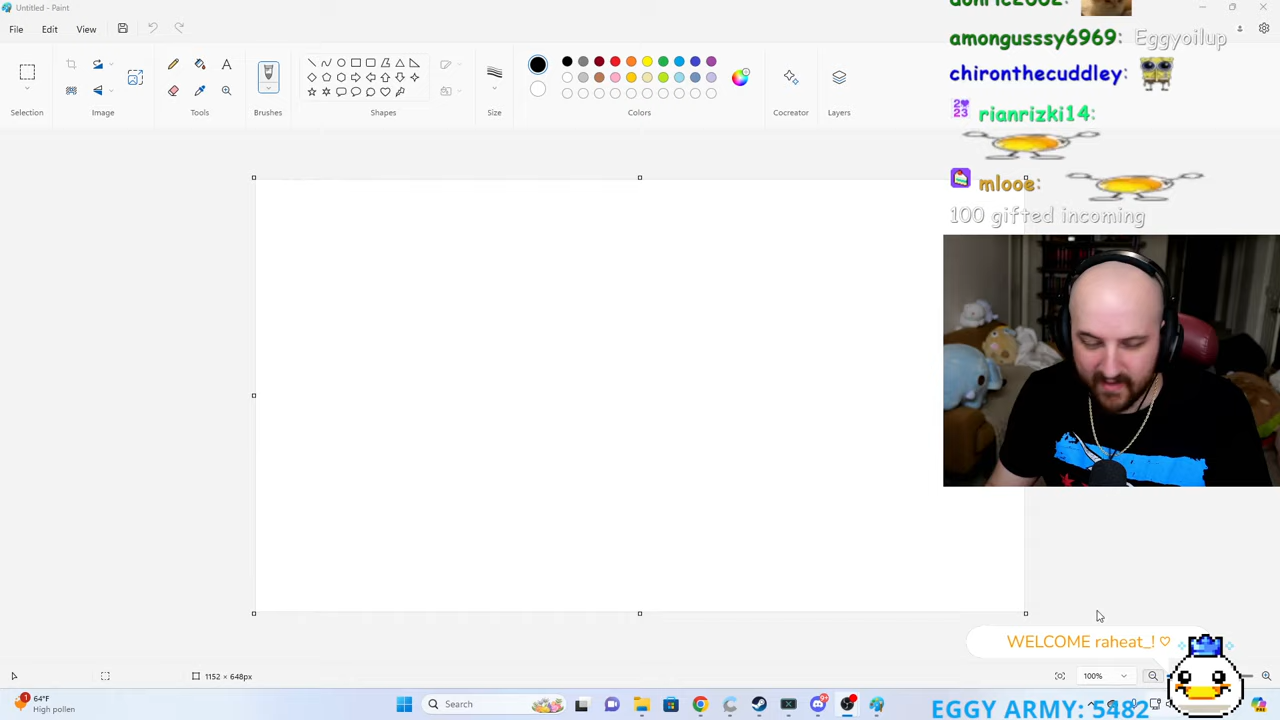 Untitled - Paint
File Edit View
Selection Image Tools Brushes Shapes Size Colors Cocreator Layers
amongusssy6969: Eggyoilup
chironthecuddley:
rianrizki14:
mlooe:
100 gifted incoming
WELCOME raheat_! ♡
1152 × 648px
100%
64°F
High pollen
Search
EGGY ARMY: 5482